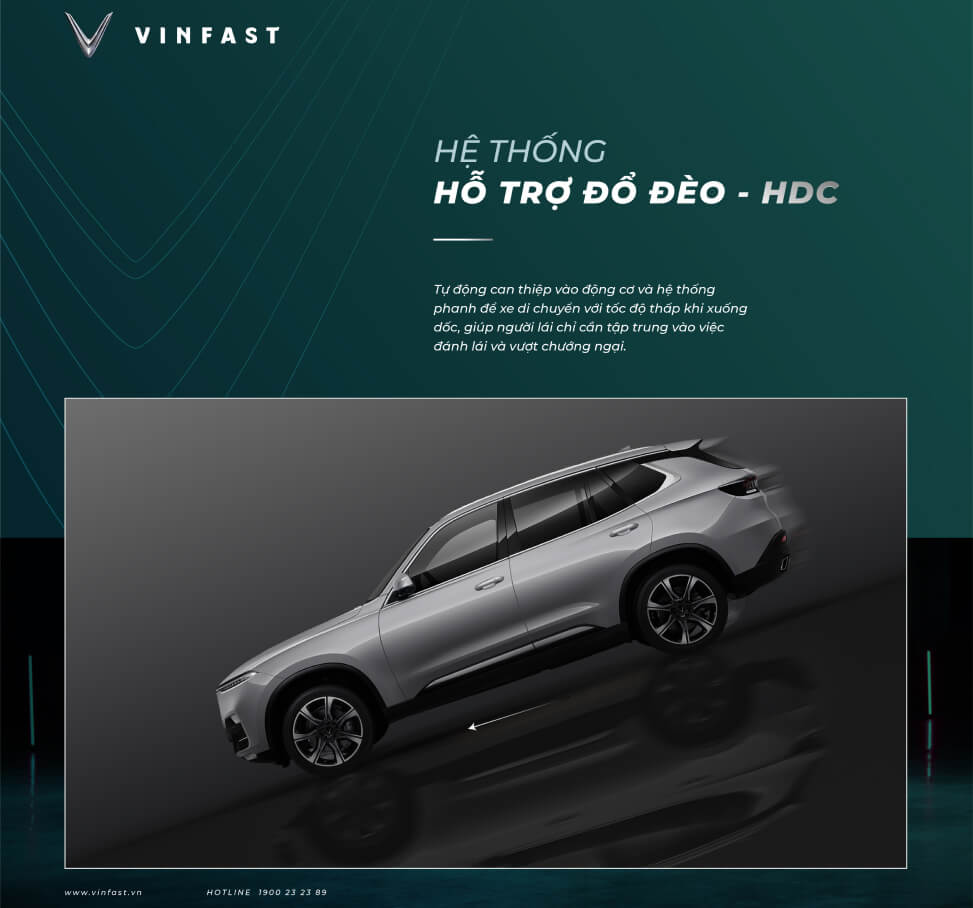 VINFAST
HỆ THỐNG
HỖ TRỢ ĐỔ ĐÈO - HDC
Tự động can thiệp vào động cơ và hệ thống
phanh để xe di chuyển với tốc độ thấp khi xuống
dốc, giúp người lái chỉ cần tập trung vào việc
đánh lái và vượt chướng ngại.
www.vinfast.vn HOTLINE 1900 23 23 89